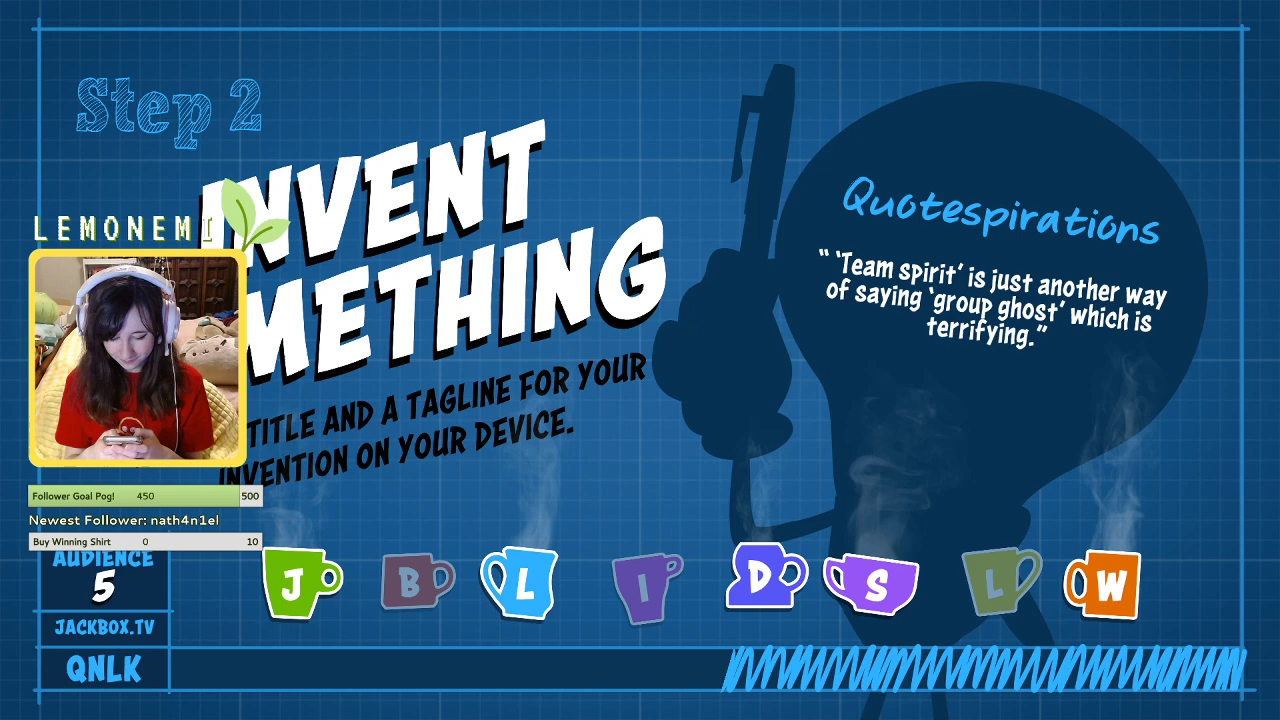 Step 2
INVENT
METHING
TITLE AND A TAGLINE FOR YOUR
INVENTION ON YOUR DEVICE.
Quotespirations
“ ‘Team spirit’ is just another way
of saying ‘group ghost’ which is
terrifying.”
LEMONEMI
Follower Goal Pog! 450 500
Newest Follower: nath4n1el
Buy Winning Shirt 0 10
AUDIENCE
5
JACKBOX.TV
QNLK
J B L I D S L W